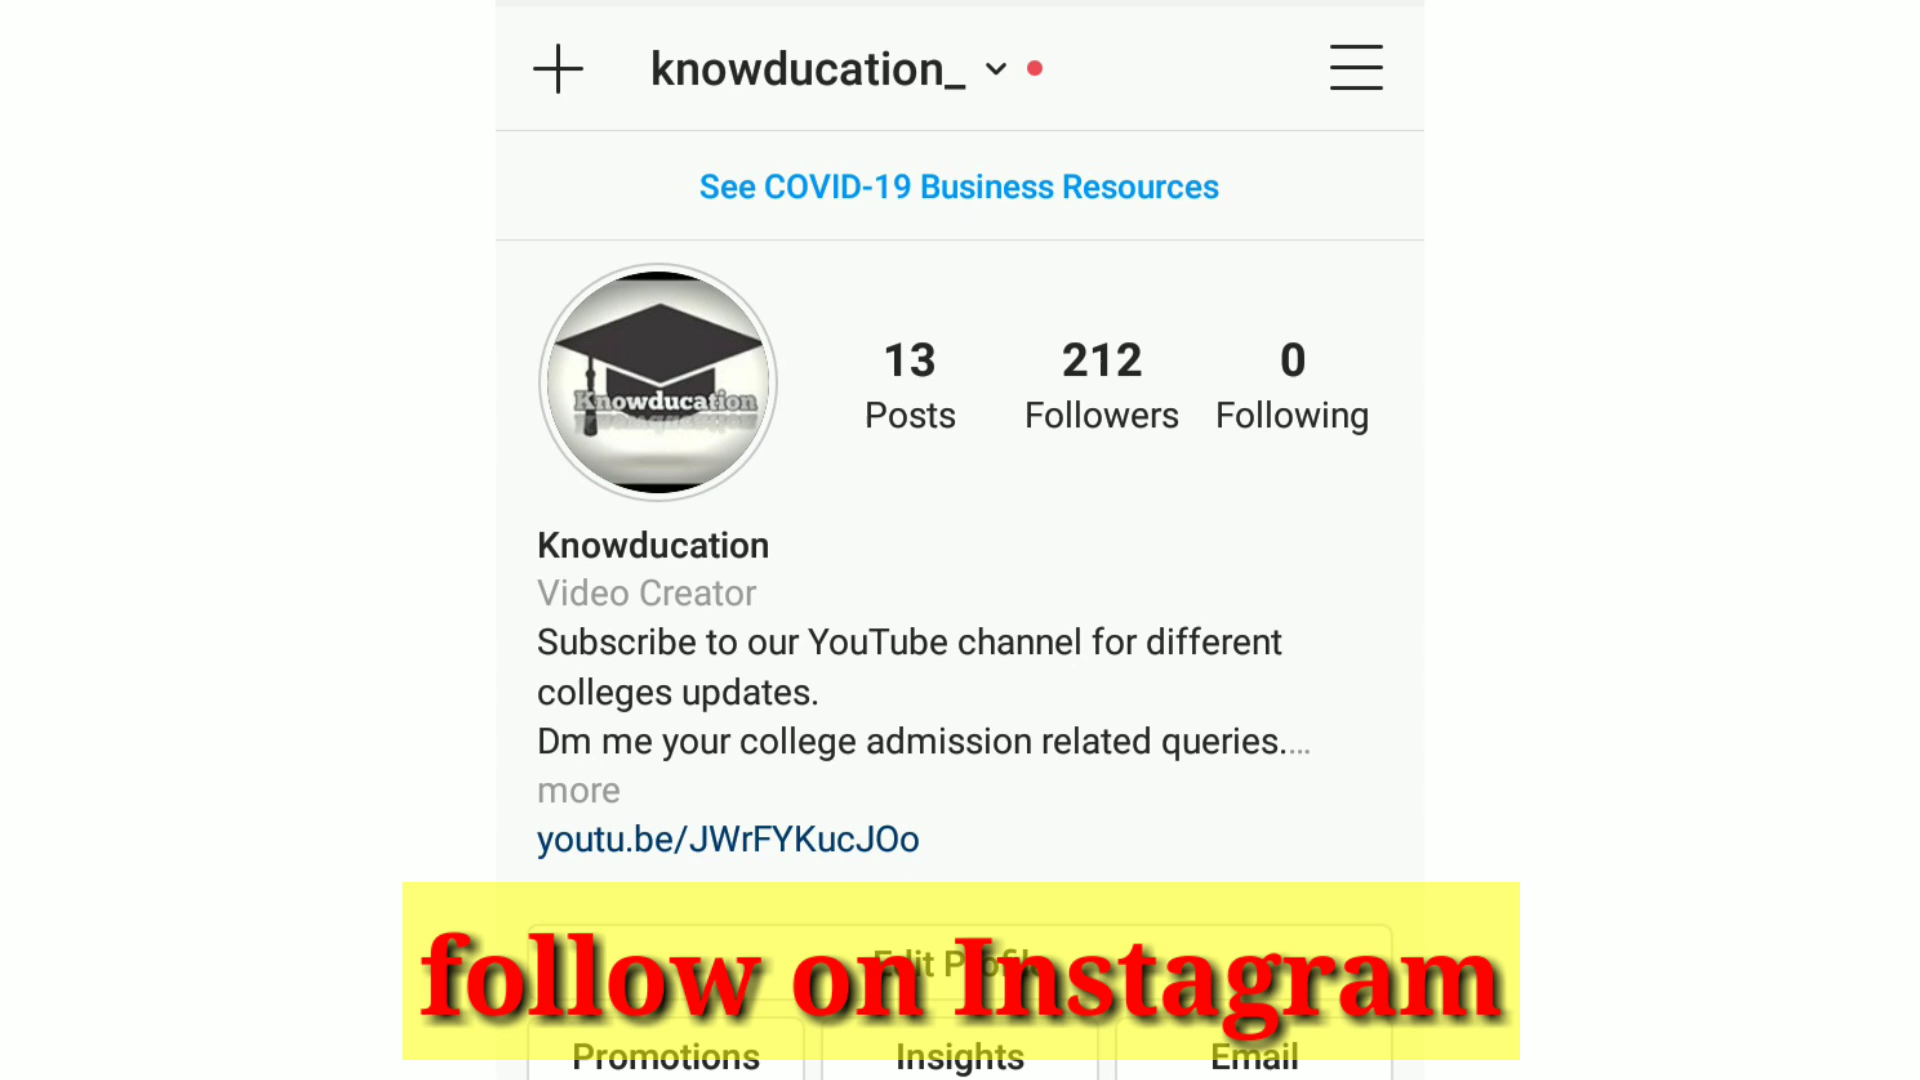 knowducation_
See COVID-19 Business Resources
Knowducation
13 212 0
Posts Followers Following
Knowducation
Video Creator
Subscribe to our YouTube channel for different
colleges updates.
Dm me your college admission related queries....
more
youtu.be/JWrFYKucJOo
Edit Profile
follow on Instagram
Promotions Insights Email